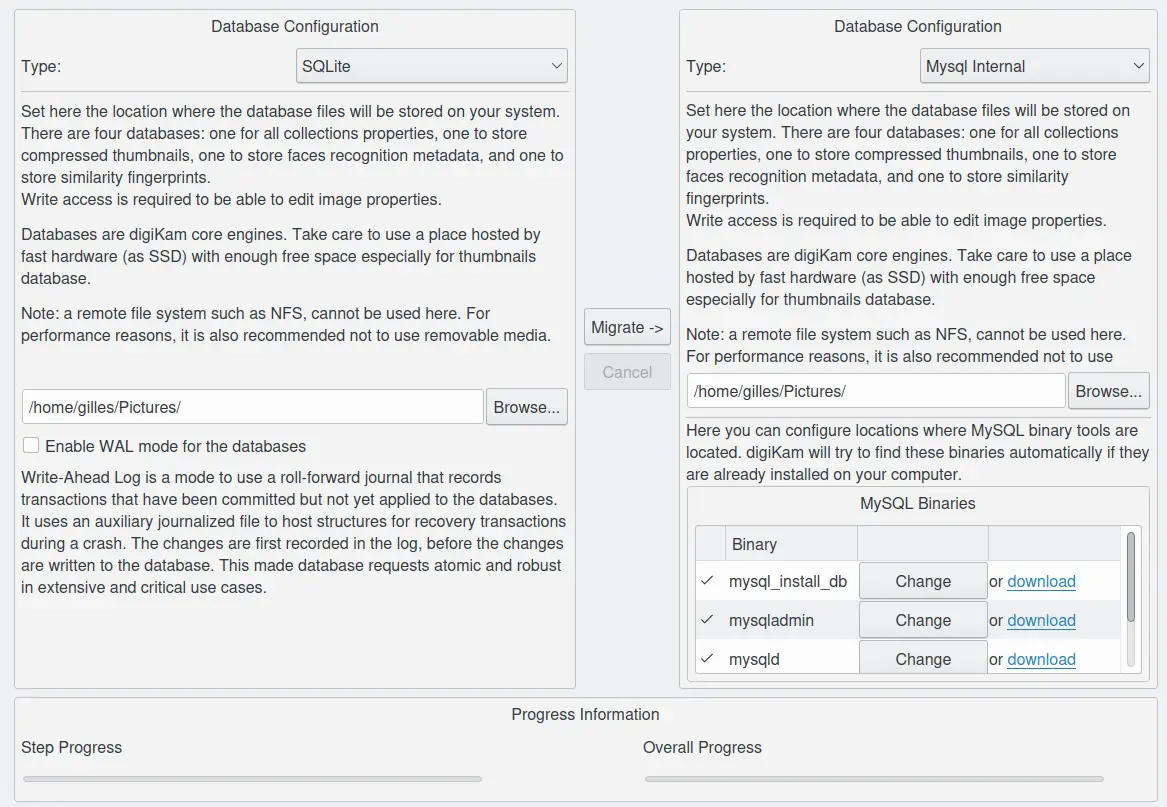 Database Configuration
Type:
SQLite
Set here the location where the database files will be stored on your system.
There are four databases: one for all collections properties, one to store
compressed thumbnails, one to store faces recognition metadata, and one to
store similarity fingerprints.
Write access is required to be able to edit image properties.
Databases are digiKam core engines. Take care to use a place hosted by
fast hardware (as SSD) with enough free space especially for thumbnails
database.
Note: a remote file system such as NFS, cannot be used here. For
performance reasons, it is also recommended not to use removable media.
/home/gilles/Pictures/
Browse...
Enable WAL mode for the databases
Write-Ahead Log is a mode to use a roll-forward journal that records
transactions that have been committed but not yet applied to the databases.
It uses an auxiliary journalized file to host structures for recovery transactions
during a crash. The changes are first recorded in the log, before the changes
are written to the database. This made database requests atomic and robust
in extensive and critical use cases.
Migrate ->
Cancel
Database Configuration
Type:
Mysql Internal
Set here the location where the database files will be stored on
your system. There are four databases: one for all collections
properties, one to store compressed thumbnails, one to store
faces recognition metadata, and one to store similarity
fingerprints.
Write access is required to be able to edit image properties.
Databases are digiKam core engines. Take care to use a place
hosted by fast hardware (as SSD) with enough free space
especially for thumbnails database.
Note: a remote file system such as NFS, cannot be used here.
For performance reasons, it is also recommended not to use
/home/gilles/Pictures/
Browse...
Here you can configure locations where MySQL binary tools are
located. digiKam will try to find these binaries automatically if they
are already installed on your computer.
MySQL Binaries
Binary
mysql_install_db Change or download
mysqladmin Change or download
mysqld Change or download
Progress Information
Step Progress
Overall Progress